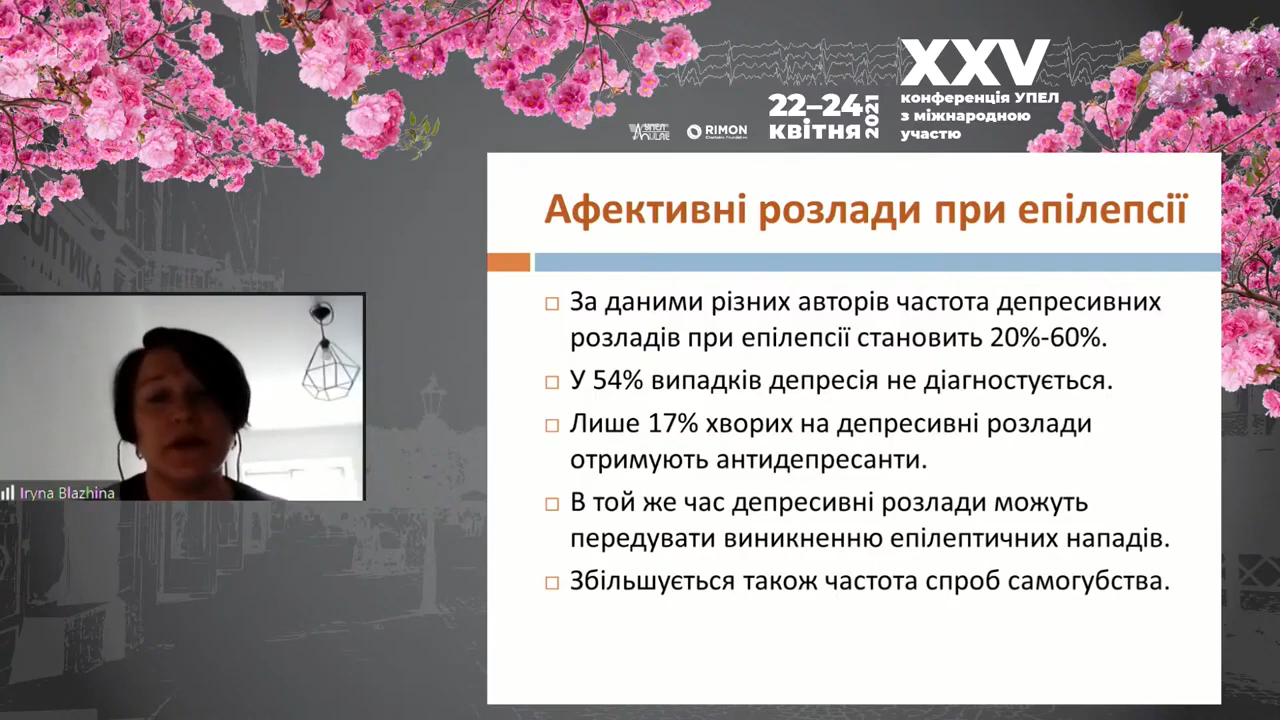 XXV
22–24
квітня
2021
конференція УПЕЛ
з міжнародною
участю
RIMON
Афективні розлади при епілепсії
За даними різних авторів частота депресивних
розладів при епілепсії становить 20%-60%.
У 54% випадків депресія не діагностується.
Лише 17% хворих на депресивні розлади
отримують антидепресанти.
В той же час депресивні розлади можуть
передувати виникненню епілептичних нападів.
Збільшується також частота спроб самогубства.
Iryna Blazhina